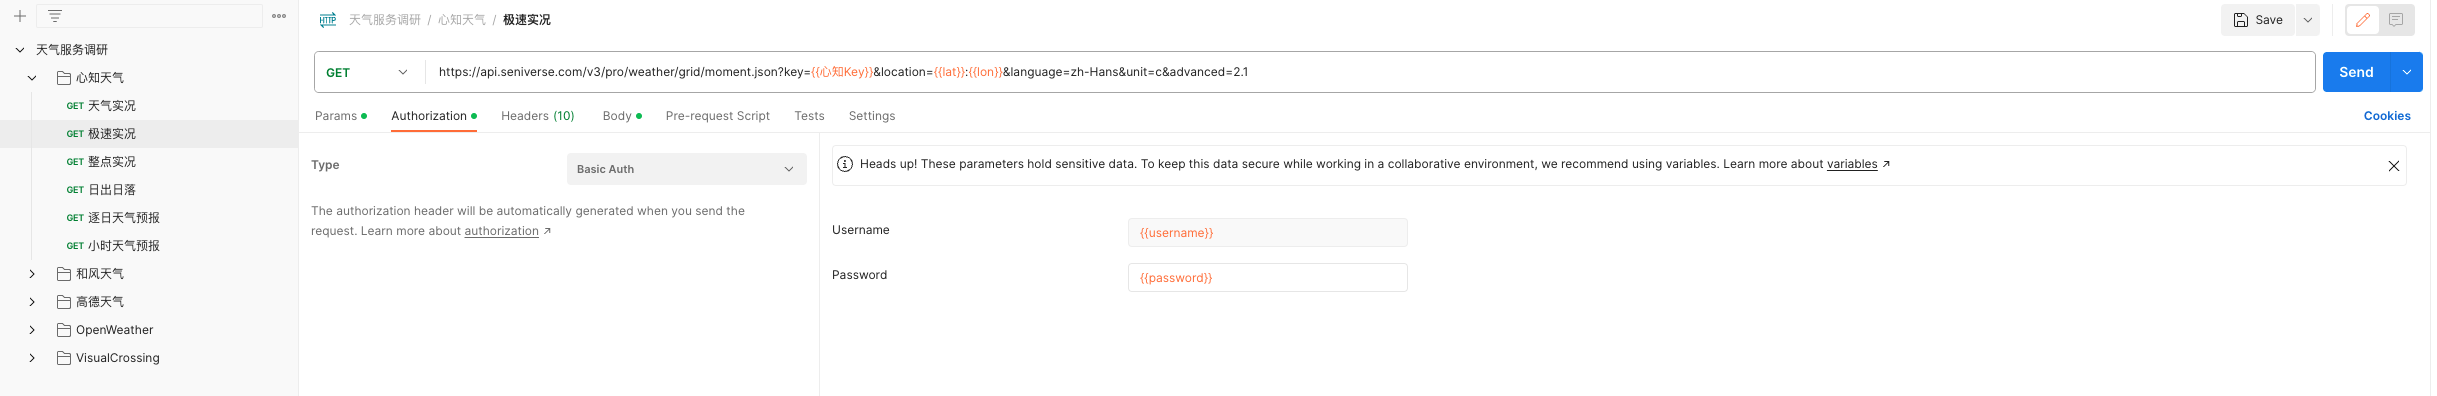 天气服务调研
心知天气
GET 天气实况
GET 极速实况
GET 整点实况
GET 日出日落
GET 逐日天气预报
GET 小时天气预报
和风天气
高德天气
OpenWeather
VisualCrossing
HTTP 天气服务调研 / 心知天气 / 极速实况
Save
GET https://api.seniverse.com/v3/pro/weather/grid/moment.json?key={{心知Key}}&location={{lat}}:{{lon}}&language=zh-Hans&unit=c&advanced=2.1
Send
Params Authorization Headers (10) Body Pre-request Script Tests Settings
Cookies
Type Basic Auth
The authorization header will be automatically generated when you send the
request. Learn more about authorization ↗
Heads up! These parameters hold sensitive data. To keep this data secure while working in a collaborative environment, we recommend using variables. Learn more about variables ↗
Username {{username}}
Password {{password}}